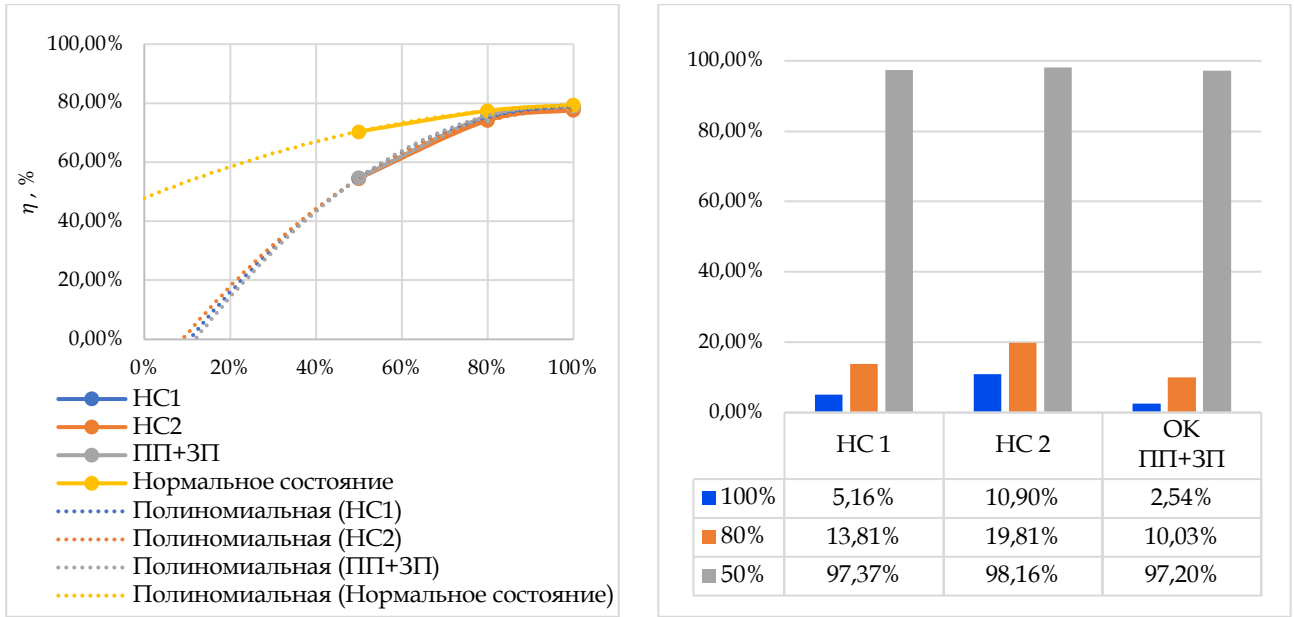 100,00%
80,00%
60,00%
40,00%
20,00%
0,00%
η , %
0% 20% 40% 60% 80% 100%
НС1
НС2
ПП+ЗП
Нормальное состояние
Полиномиальная (НС1)
Полиномиальная (НС2)
Полиномиальная (ПП+ЗП)
Полиномиальная (Нормальное состояние)
100,00%
80,00%
60,00%
40,00%
20,00%
0,00%
НС 1 НС 2 ОК
ПП+ЗП
100% 5,16% 10,90% 2,54%
80% 13,81% 19,81% 10,03%
50% 97,37% 98,16% 97,20%